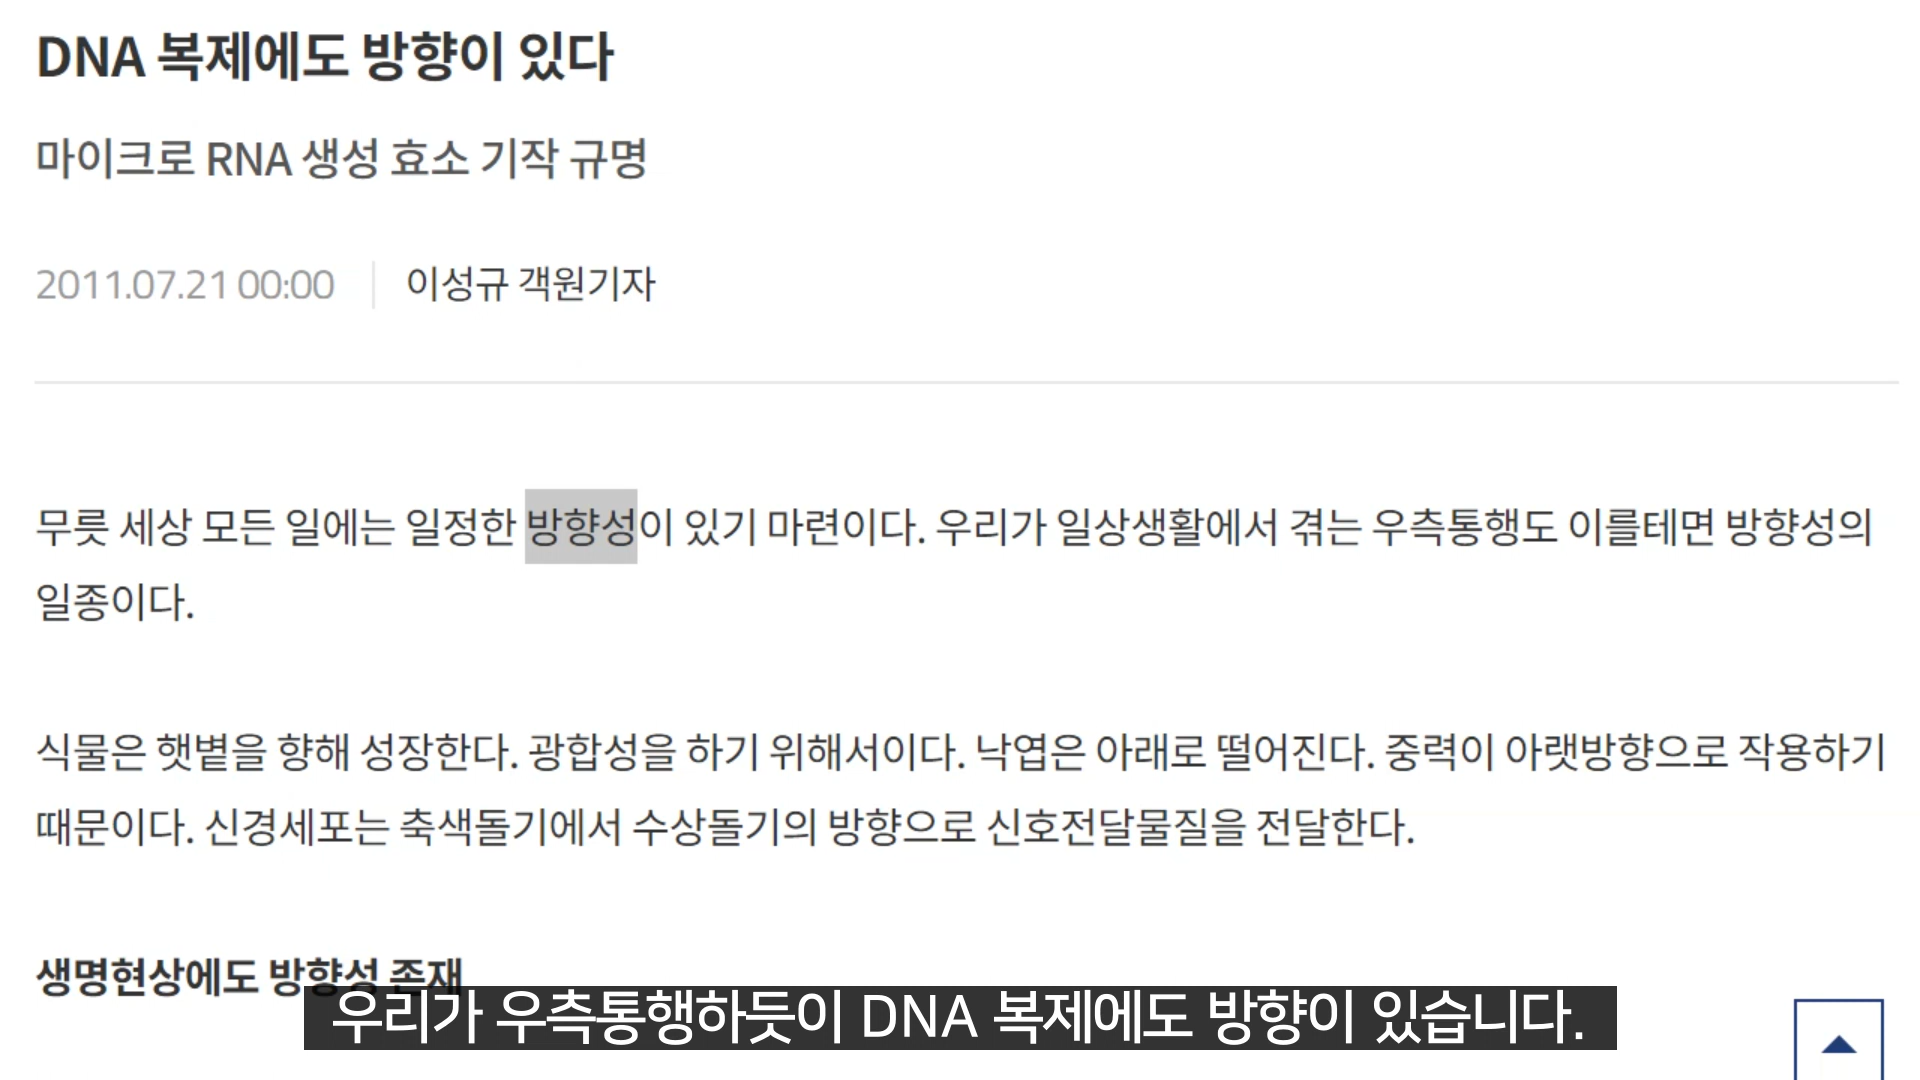 DNA 복제에도 방향이 있다
마이크로 RNA 생성 효소 기작 규명
2011.07.21 00:00 이성규 객원기자
무릇 세상 모든 일에는 일정한 방향성이 있기 마련이다. 우리가 일상생활에서 겪는 우측통행도 이를테면 방향성의
일종이다.
식물은 햇볕을 향해 성장한다. 광합성을 하기 위해서이다. 낙엽은 아래로 떨어진다. 중력이 아랫방향으로 작용하기
때문이다. 신경세포는 축색돌기에서 수상돌기의 방향으로 신호전달물질을 전달한다.
생명현상에도 방향성 존재
우리가 우측통행하듯이 DNA 복제에도 방향이 있습니다.